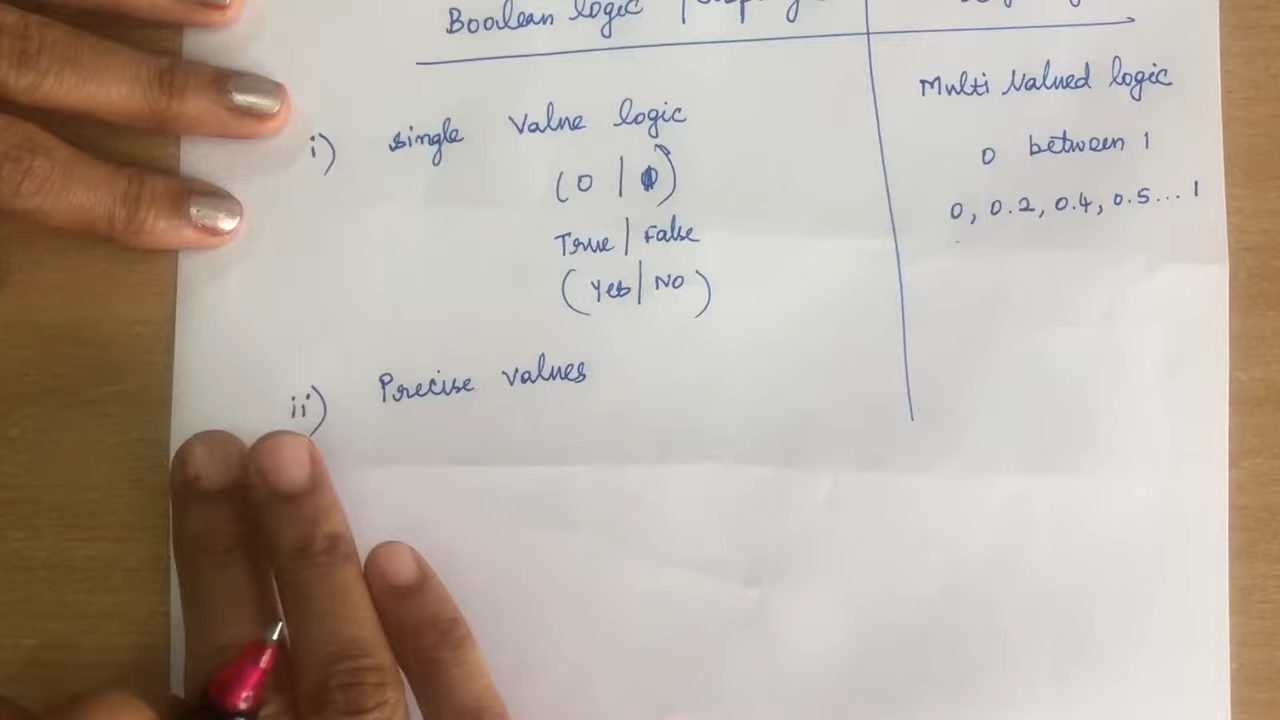 Boolean logic |
i) single value logic
(0 | 1)
True | False
(Yes | No)
ii) Precise values
Multi Valued logic
0 between 1
0, 0.2, 0.4, 0.5... 1